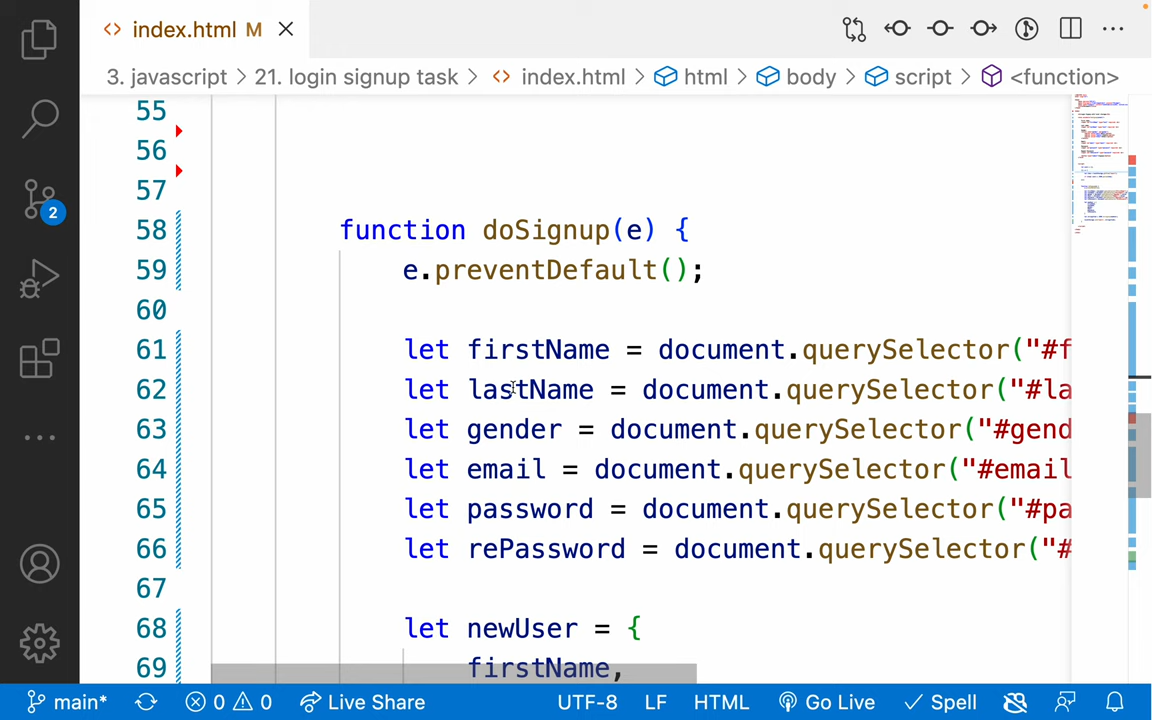 index.html M
3. javascript > 21. login signup task > index.html > html > body > script > <function>
55
56
57
58 function doSignup(e) {
59 e.preventDefault();
60
61 let firstName = document.querySelector("#f
62 let lastName = document.querySelector("#la
63 let gender = document.querySelector("#gend
64 let email = document.querySelector("#email
65 let password = document.querySelector("#pa
66 let rePassword = document.querySelector("#
67
68 let newUser = {
69 firstName,
2
main* 0 0 Live Share UTF-8 LF HTML Go Live Spell